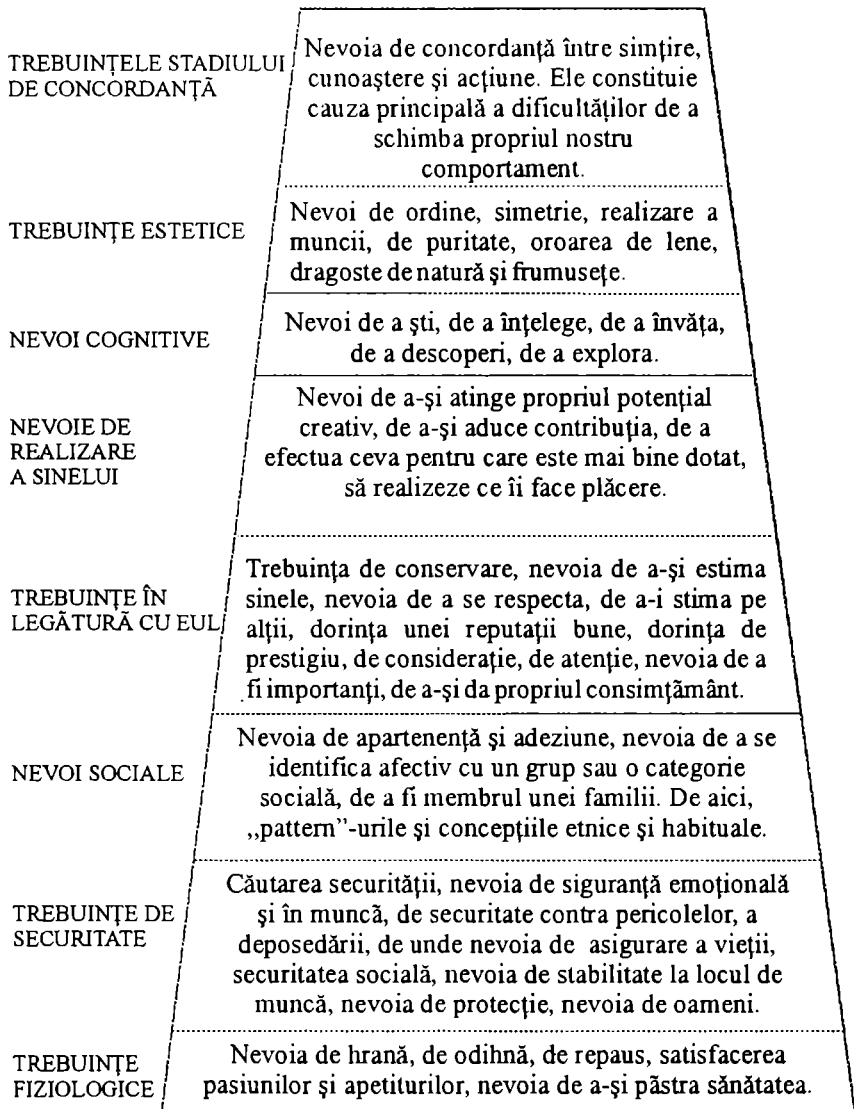 TREBUINȚELE STADIULUI
DE CONCORDANȚĂ
Nevoia de concordanță între simțire,
cunoaștere și acțiune. Ele constituie
cauza principală a dificultăților de a
schimba propriul nostru
comportament.
TREBUINȚE ESTETICE
Nevoi de ordine, simetrie, realizare a
muncii, de puritate, oroarea de lene,
dragoste de natură și frumusețe.
NEVOI COGNITIVE
Nevoi de a ști, de a înțelege, de a învăța,
de a descoperi, de a explora.
NEVOIE DE
REALIZARE
A SINELUI
Nevoi de a-și atinge propriul potențial
creativ, de a-și aduce contribuția, de a
efectua ceva pentru care este mai bine dotat,
să realizeze ce îi face plăcere.
TREBUINȚE ÎN
LEGĂTURĂ CU EUL
Trebuința de conservare, nevoia de a-și estima
sinele, nevoia de a se respecta, de a-i stima pe
alții, dorința unei reputații bune, dorința de
prestigiu, de considerație, de atenție, nevoia de a
fi importanți, de a-și da propriul consimțământ.
NEVOI SOCIALE
Nevoia de apartenență și adeziune, nevoia de a se
identifica afectiv cu un grup sau o categorie
socială, de a fi membrul unei familii. De aici,
,,pattern”-urile și concepțiile etnice și habituale.
TREBUINȚE DE
SECURITATE
Căutarea securității, nevoia de siguranță emoțională
și în muncă, de securitate contra pericolelor, a
deposedării, de unde nevoia de asigurare a vieții,
securitatea socială, nevoia de stabilitate la locul de
muncă, nevoia de protecție, nevoia de oameni.
TREBUINȚE
FIZIOLOGICE
Nevoia de hrană, de odihnă, de repaus, satisfacerea
pasiunilor și apetiturilor, nevoia de a-și păstra sănătatea.